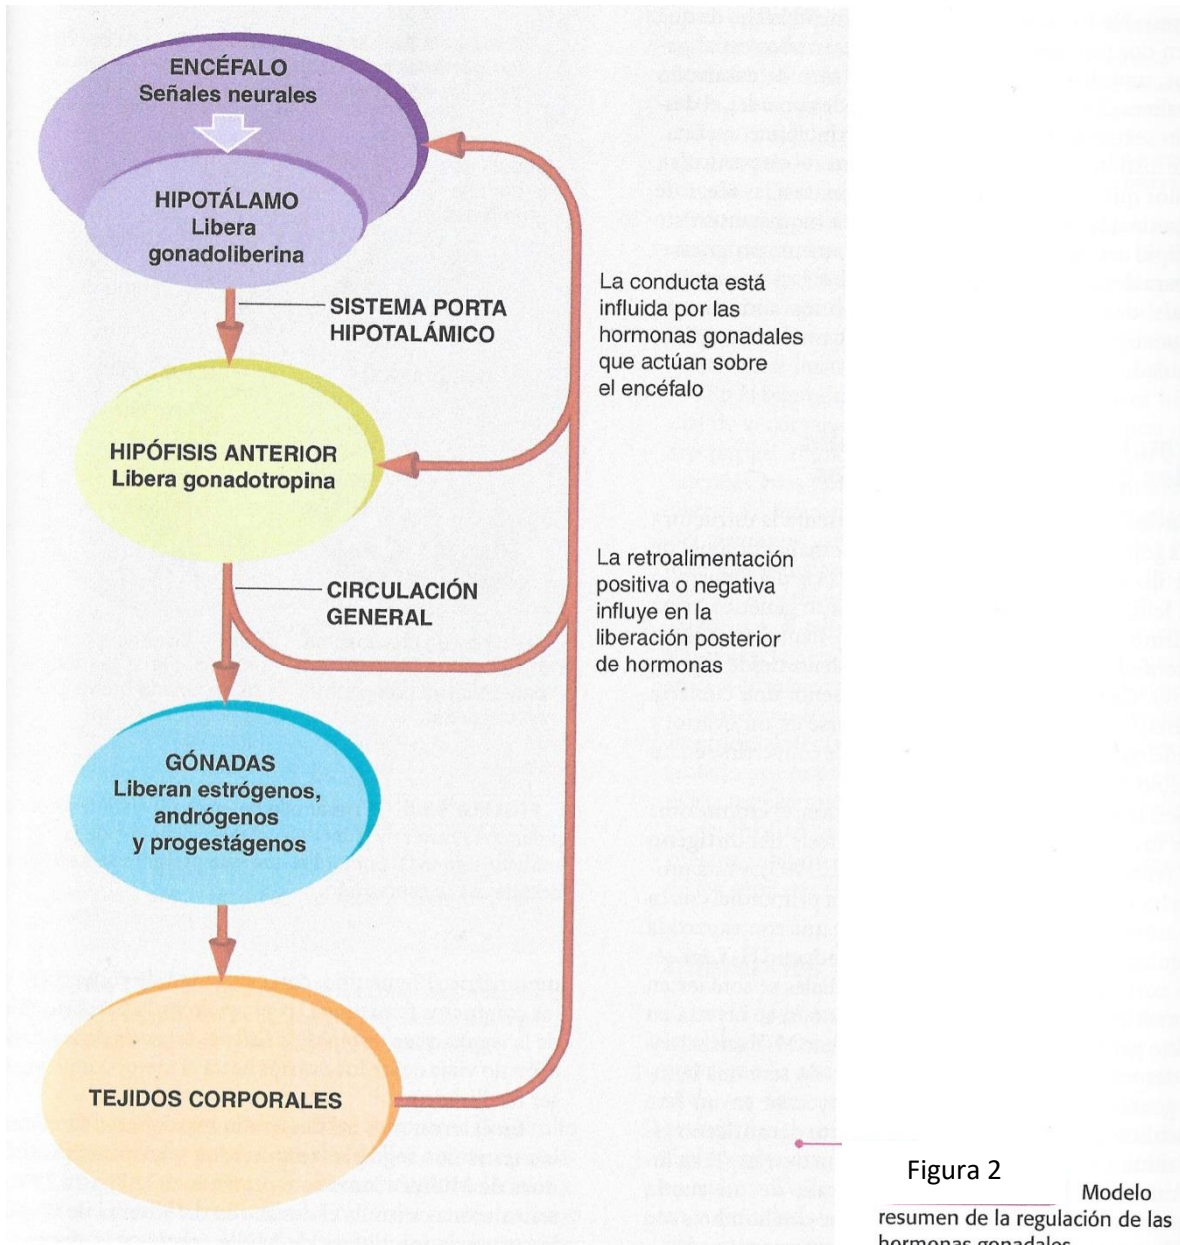 ENCÉFALO
Señales neurales
HIPOTÁLAMO
Libera
gonadoliberina
SISTEMA PORTA
HIPOTALÁMICO
La conducta está
influida por las
hormonas gonadales
que actúan sobre
el encéfalo
HIPÓFISIS ANTERIOR
Libera gonadotropina
La retroalimentación
positiva o negativa
influye en la
liberación posterior
de hormonas
CIRCULACIÓN
GENERAL
GÓNADAS
Liberan estrógenos,
andrógenos
y progestágenos
TEJIDOS CORPORALES
Figura 2
Modelo
resumen de la regulación de las
hormonas gonadales